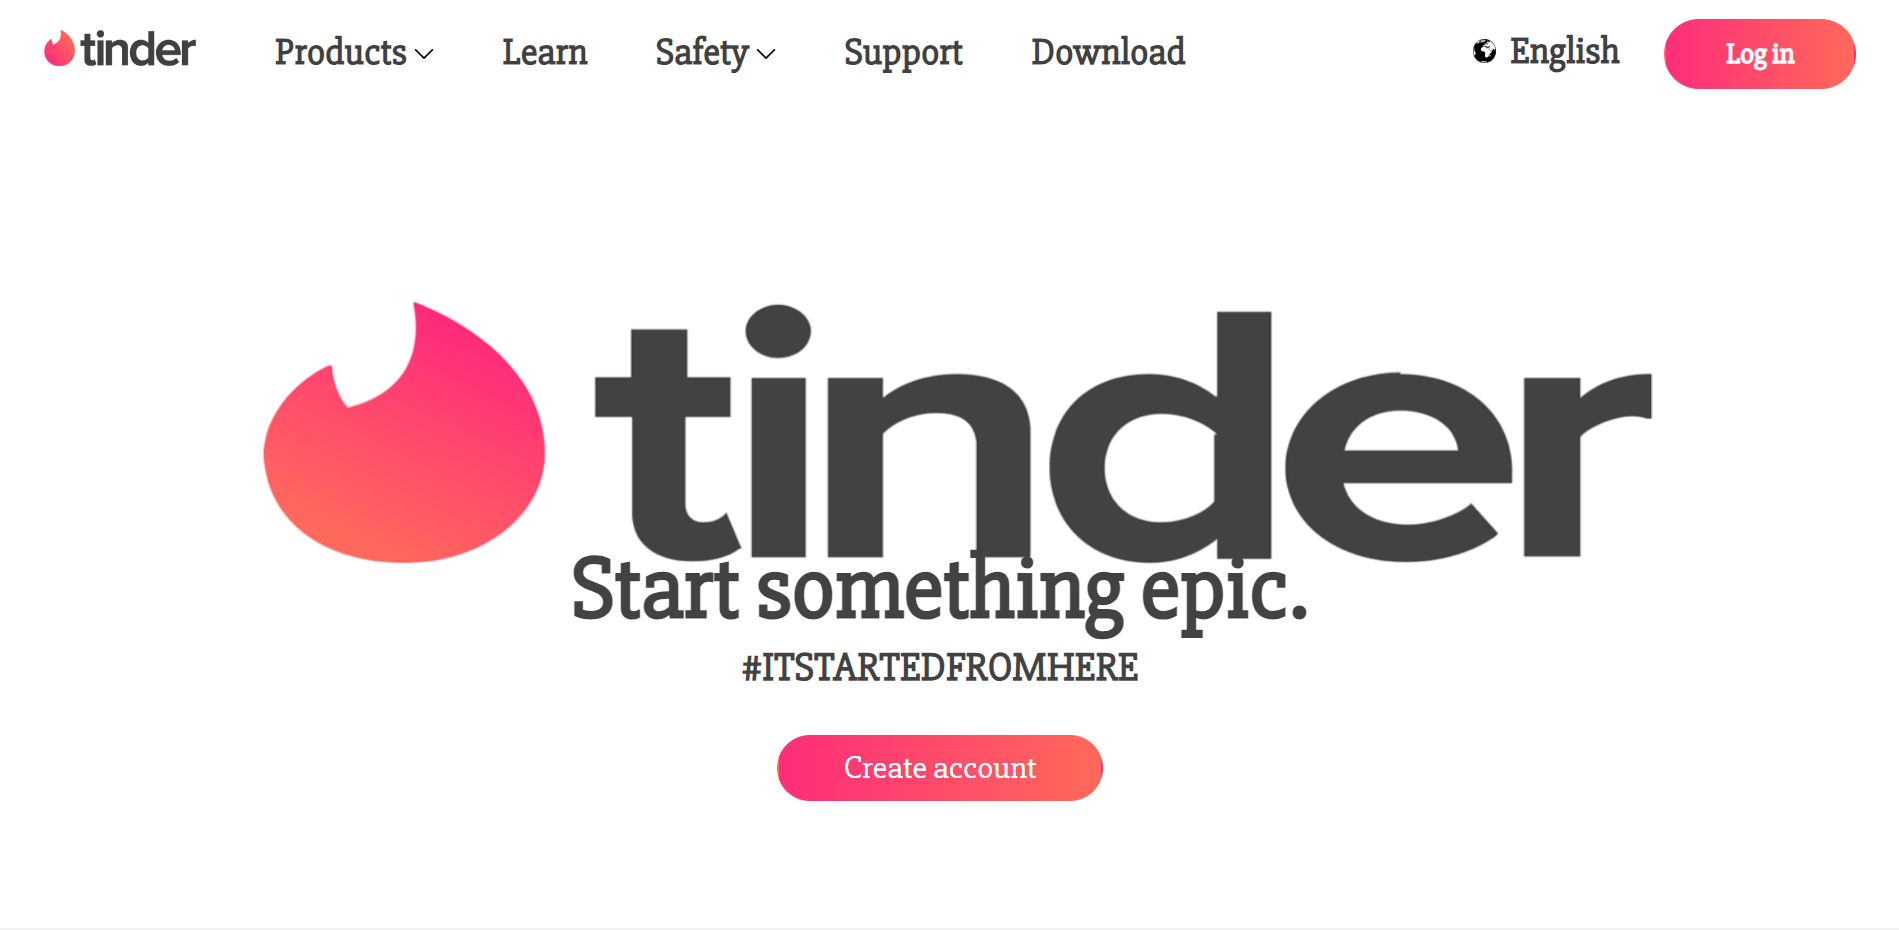 tinder Products Learn Safety Support Download English Log in
tinder
Start something epic.
#ITSTARTEDFROMHERE
Create account